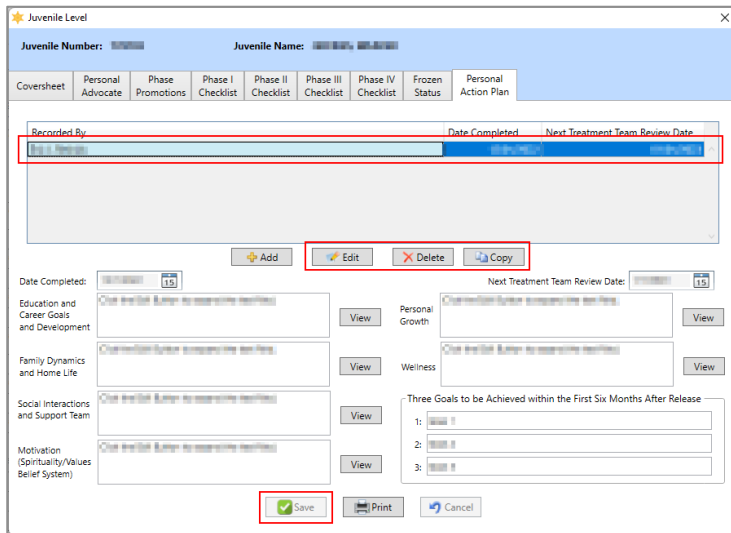 Juvenile Level
Juvenile Number: Juvenile Name:
Coversheet Personal Advocate Phase Promotions Phase I Checklist Phase II Checklist Phase III Checklist Phase IV Checklist Frozen Status Personal Action Plan
Recorded By Date Completed Next Treatment Team Review Date
Add Edit Delete Copy
Date Completed: 15 Next Treatment Team Review Date: 15
Education and
Career Goals
and Development
View
Personal
Growth
View
Family Dynamics
and Home Life
View
Wellness
View
Social Interactions
and Support Team
View
Three Goals to be Achieved within the First Six Months After Release
1:
2:
3:
Motivation
(Spirituality/Values
Belief System)
View
Save Print Cancel